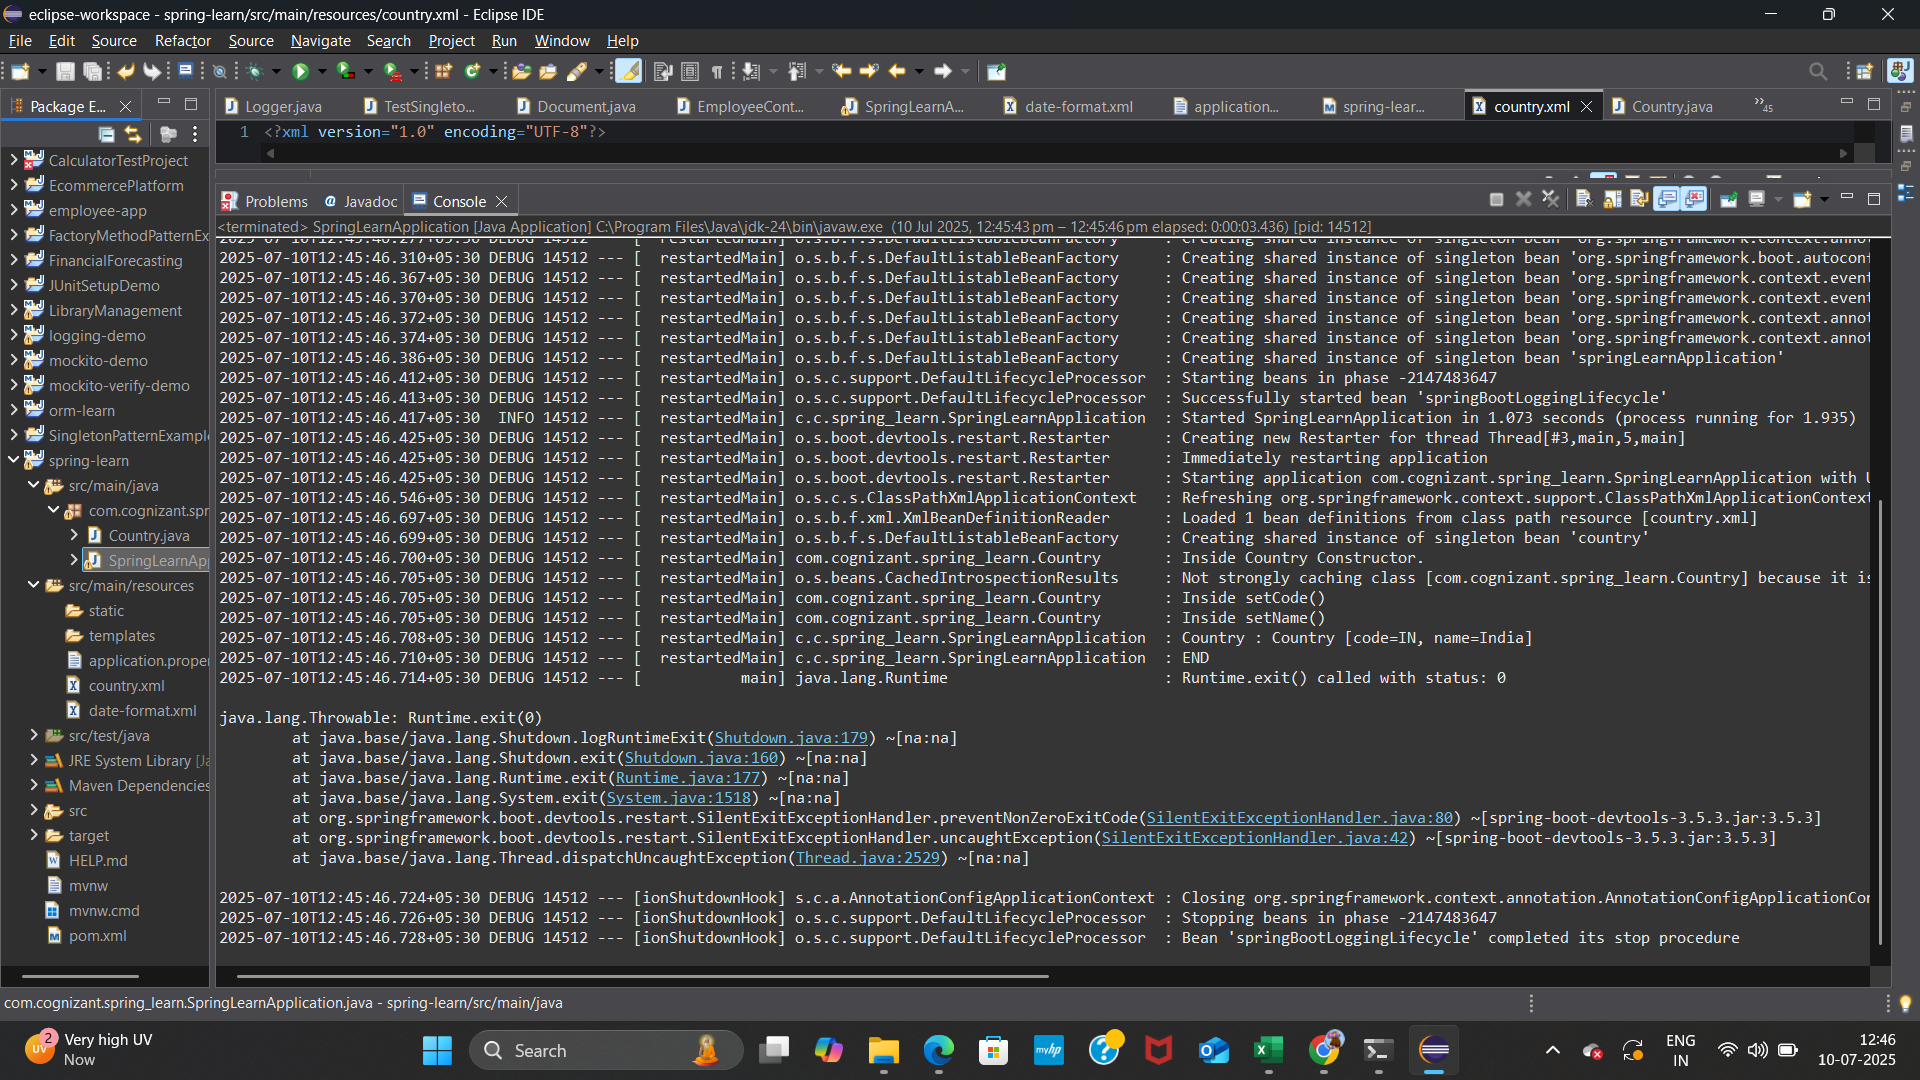 eclipse-workspace - spring-learn/src/main/resources/country.xml - Eclipse IDE
File Edit Source Refactor Source Navigate Search Project Run Window Help
Package E... Logger.java TestSingleto... Document.java EmployeeCont... SpringLearnA... date-format.xml application... spring-lear... country.xml Country.java »45
1 <?xml version="1.0" encoding="UTF-8"?>
CalculatorTestProject
EcommercePlatform
employee-app
FactoryMethodPatternEx
FinancialForecasting
JUnitSetupDemo
LibraryManagement
logging-demo
mockito-demo
mockito-verify-demo
orm-learn
SingletonPatternExample
spring-learn
src/main/java
com.cognizant.spr
Country.java
SpringLearnAp
src/main/resources
static
templates
application.prope
country.xml
date-format.xml
src/test/java
JRE System Library [Ja
Maven Dependencies
src
target
HELP.md
mvnw
mvnw.cmd
pom.xml
Problems @ Javadoc Console
<terminated> SpringLearnApplication [Java Application] C:\Program Files\Java\jdk-24\bin\javaw.exe (10 Jul 2025, 12:45:43 pm – 12:45:46 pm elapsed: 0:00:03.436) [pid: 14512]
2025-07-10T12:45:46.310+05:30 DEBUG 14512 --- [  restartedMain] o.s.b.f.s.DefaultListableBeanFactory     : Creating shared instance of singleton bean 'org.springframework.boot.autoconf
2025-07-10T12:45:46.367+05:30 DEBUG 14512 --- [  restartedMain] o.s.b.f.s.DefaultListableBeanFactory     : Creating shared instance of singleton bean 'org.springframework.context.event
2025-07-10T12:45:46.370+05:30 DEBUG 14512 --- [  restartedMain] o.s.b.f.s.DefaultListableBeanFactory     : Creating shared instance of singleton bean 'org.springframework.context.event
2025-07-10T12:45:46.372+05:30 DEBUG 14512 --- [  restartedMain] o.s.b.f.s.DefaultListableBeanFactory     : Creating shared instance of singleton bean 'org.springframework.context.annot
2025-07-10T12:45:46.374+05:30 DEBUG 14512 --- [  restartedMain] o.s.b.f.s.DefaultListableBeanFactory     : Creating shared instance of singleton bean 'org.springframework.context.annot
2025-07-10T12:45:46.386+05:30 DEBUG 14512 --- [  restartedMain] o.s.b.f.s.DefaultListableBeanFactory     : Creating shared instance of singleton bean 'springLearnApplication'
2025-07-10T12:45:46.412+05:30 DEBUG 14512 --- [  restartedMain] o.s.c.support.DefaultLifecycleProcessor  : Starting beans in phase -2147483647
2025-07-10T12:45:46.413+05:30 DEBUG 14512 --- [  restartedMain] o.s.c.support.DefaultLifecycleProcessor  : Successfully started bean 'springBootLoggingLifecycle'
2025-07-10T12:45:46.417+05:30  INFO 14512 --- [  restartedMain] c.c.spring_learn.SpringLearnApplication  : Started SpringLearnApplication in 1.073 seconds (process running for 1.935)
2025-07-10T12:45:46.425+05:30 DEBUG 14512 --- [  restartedMain] o.s.boot.devtools.restart.Restarter      : Creating new Restarter for thread Thread[#3,main,5,main]
2025-07-10T12:45:46.425+05:30 DEBUG 14512 --- [  restartedMain] o.s.boot.devtools.restart.Restarter      : Immediately restarting application
2025-07-10T12:45:46.425+05:30 DEBUG 14512 --- [  restartedMain] o.s.boot.devtools.restart.Restarter      : Starting application com.cognizant.spring_learn.SpringLearnApplication with U
2025-07-10T12:45:46.546+05:30 DEBUG 14512 --- [  restartedMain] o.s.c.s.ClassPathXmlApplicationContext   : Refreshing org.springframework.context.support.ClassPathXmlApplicationContext
2025-07-10T12:45:46.697+05:30 DEBUG 14512 --- [  restartedMain] o.s.b.f.xml.XmlBeanDefinitionReader      : Loaded 1 bean definitions from class path resource [country.xml]
2025-07-10T12:45:46.699+05:30 DEBUG 14512 --- [  restartedMain] o.s.b.f.s.DefaultListableBeanFactory     : Creating shared instance of singleton bean 'country'
2025-07-10T12:45:46.700+05:30 DEBUG 14512 --- [  restartedMain] com.cognizant.spring_learn.Country       : Inside Country Constructor.
2025-07-10T12:45:46.705+05:30 DEBUG 14512 --- [  restartedMain] o.s.beans.CachedIntrospectionResults     : Not strongly caching class [com.cognizant.spring_learn.Country] because it is
2025-07-10T12:45:46.705+05:30 DEBUG 14512 --- [  restartedMain] com.cognizant.spring_learn.Country       : Inside setCode()
2025-07-10T12:45:46.705+05:30 DEBUG 14512 --- [  restartedMain] com.cognizant.spring_learn.Country       : Inside setName()
2025-07-10T12:45:46.708+05:30 DEBUG 14512 --- [  restartedMain] c.c.spring_learn.SpringLearnApplication  : Country : Country [code=IN, name=India]
2025-07-10T12:45:46.710+05:30 DEBUG 14512 --- [  restartedMain] c.c.spring_learn.SpringLearnApplication  : END
2025-07-10T12:45:46.714+05:30 DEBUG 14512 --- [           main] java.lang.Runtime                        : Runtime.exit() called with status: 0
java.lang.Throwable: Runtime.exit(0)
at java.base/java.lang.Shutdown.logRuntimeExit(Shutdown.java:179) ~[na:na]
at java.base/java.lang.Shutdown.exit(Shutdown.java:160) ~[na:na]
at java.base/java.lang.Runtime.exit(Runtime.java:177) ~[na:na]
at java.base/java.lang.System.exit(System.java:1518) ~[na:na]
at org.springframework.boot.devtools.restart.SilentExitExceptionHandler.preventNonZeroExitCode(SilentExitExceptionHandler.java:80) ~[spring-boot-devtools-3.5.3.jar:3.5.3]
at org.springframework.boot.devtools.restart.SilentExitExceptionHandler.uncaughtException(SilentExitExceptionHandler.java:42) ~[spring-boot-devtools-3.5.3.jar:3.5.3]
at java.base/java.lang.Thread.dispatchUncaughtException(Thread.java:2529) ~[na:na]
2025-07-10T12:45:46.724+05:30 DEBUG 14512 --- [ionShutdownHook] s.c.a.AnnotationConfigApplicationContext : Closing org.springframework.context.annotation.AnnotationConfigApplicationCon
2025-07-10T12:45:46.726+05:30 DEBUG 14512 --- [ionShutdownHook] o.s.c.support.DefaultLifecycleProcessor  : Stopping beans in phase -2147483647
2025-07-10T12:45:46.728+05:30 DEBUG 14512 --- [ionShutdownHook] o.s.c.support.DefaultLifecycleProcessor  : Bean 'springBootLoggingLifecycle' completed its stop procedure
com.cognizant.spring_learn.SpringLearnApplication.java - spring-learn/src/main/java
2 UV Very high UV
Now
Search
myhp
ENG
IN
12:46
10-07-2025